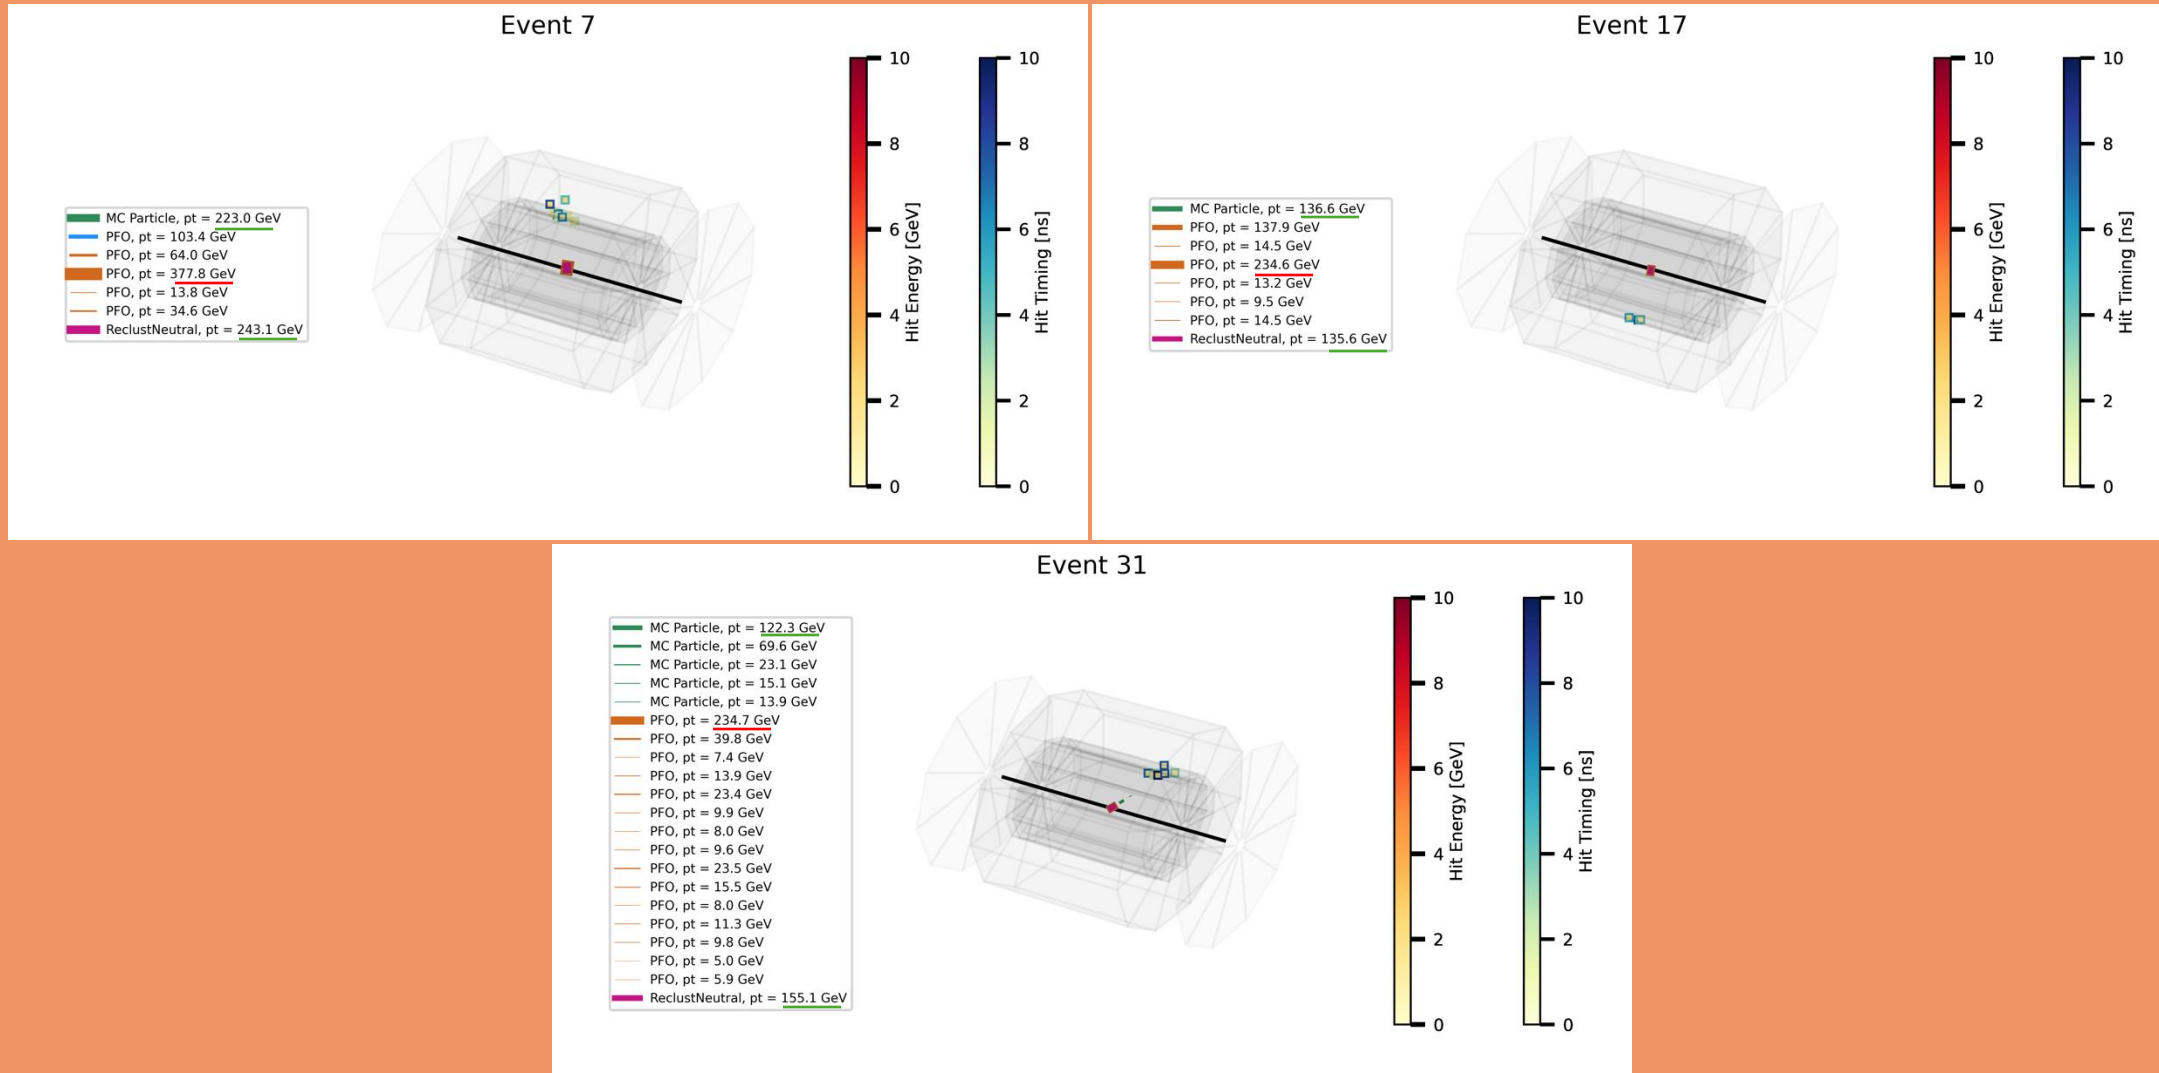 Event 7
MC Particle, pt = 223.0 GeV
PFO, pt = 103.4 GeV
PFO, pt = 64.0 GeV
PFO, pt = 377.8 GeV
PFO, pt = 13.8 GeV
PFO, pt = 34.6 GeV
ReclustNeutral, pt = 243.1 GeV
10
8
6
4
2
0
Hit Energy [GeV]
10
8
6
4
2
0
Hit Timing [ns]
Event 17
MC Particle, pt = 136.6 GeV
PFO, pt = 137.9 GeV
PFO, pt = 14.5 GeV
PFO, pt = 234.6 GeV
PFO, pt = 13.2 GeV
PFO, pt = 9.5 GeV
PFO, pt = 14.5 GeV
ReclustNeutral, pt = 135.6 GeV
10
8
6
4
2
0
Hit Energy [GeV]
10
8
6
4
2
0
Hit Timing [ns]
Event 31
MC Particle, pt = 122.3 GeV
MC Particle, pt = 69.6 GeV
MC Particle, pt = 23.1 GeV
MC Particle, pt = 15.1 GeV
MC Particle, pt = 13.9 GeV
PFO, pt = 234.7 GeV
PFO, pt = 39.8 GeV
PFO, pt = 7.4 GeV
PFO, pt = 13.9 GeV
PFO, pt = 23.4 GeV
PFO, pt = 9.9 GeV
PFO, pt = 8.0 GeV
PFO, pt = 9.6 GeV
PFO, pt = 23.5 GeV
PFO, pt = 15.5 GeV
PFO, pt = 8.0 GeV
PFO, pt = 11.3 GeV
PFO, pt = 9.8 GeV
PFO, pt = 5.0 GeV
PFO, pt = 5.9 GeV
ReclustNeutral, pt = 155.1 GeV
10
8
6
4
2
0
Hit Energy [GeV]
10
8
6
4
2
0
Hit Timing [ns]